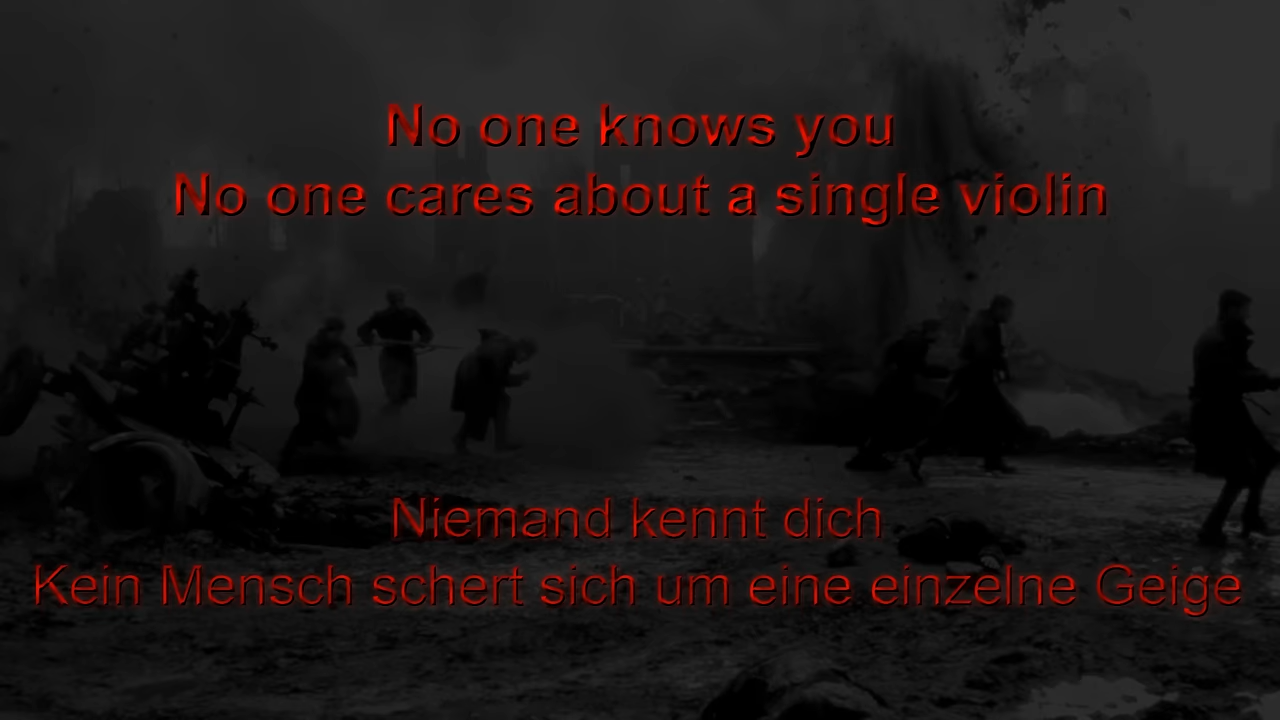 No one knows you
No one cares about a single violin
Niemand kennt dich
Kein Mensch schert sich um eine einzelne Geige